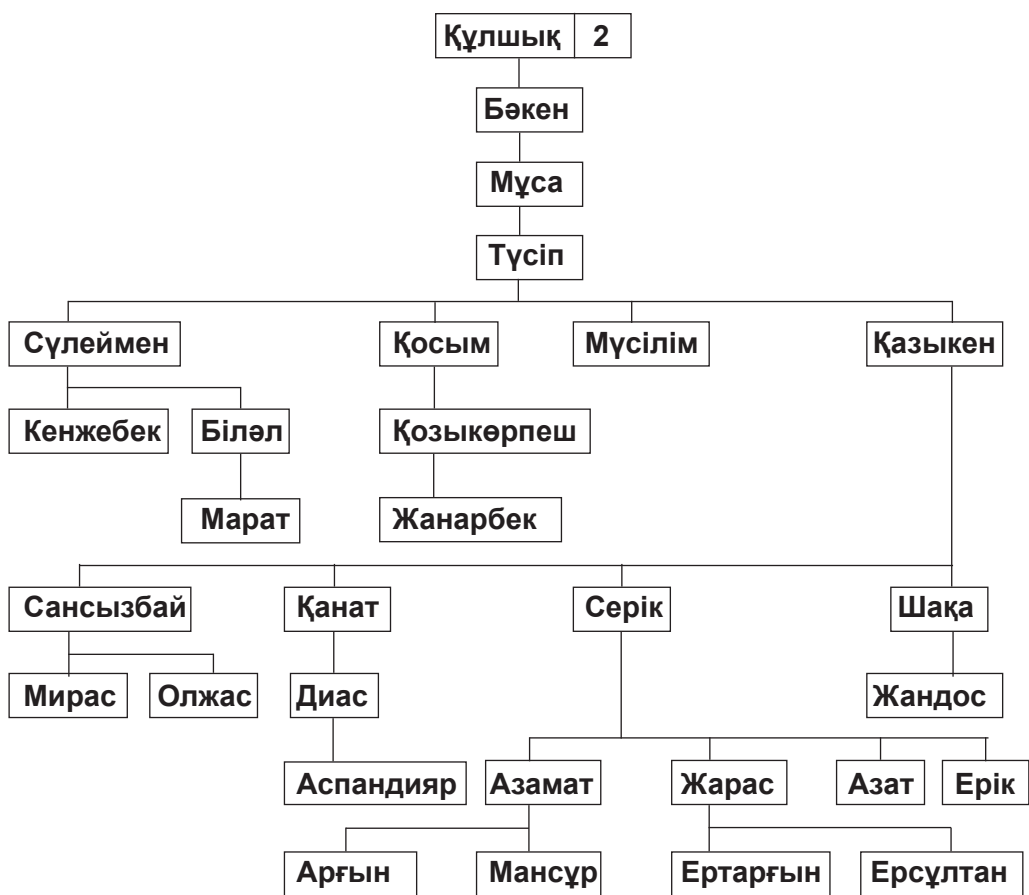 Құлшық 2
Бәкен
Мұса
Түсіп
Сүлеймен Қосым Мүсілім Қазыкен
Кенжебек Біләл Қозыкөрпеш
Марат Жанарбек
Сансызбай Қанат Серік Шақа
Мирас Олжас Диас Жандос
Аспандияр Азамат Жарас Азат Ерік
Арғын Мансұр Ертарғын Ерсұлтан